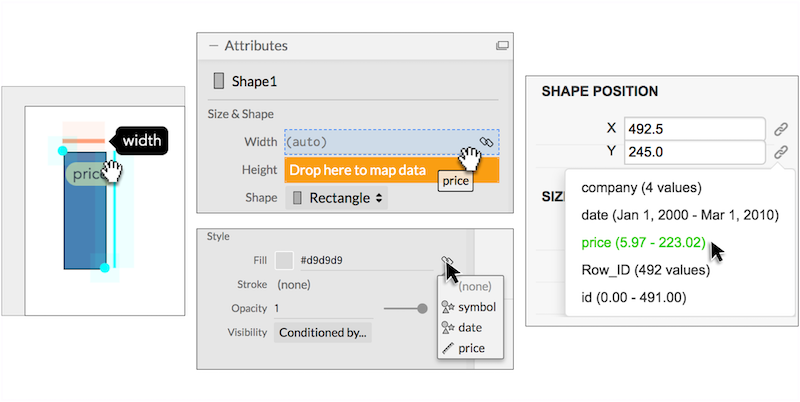 width
price
Attributes
Shape1
Size & Shape
Width (auto)
Height Drop here to map data
price
Shape Rectangle
Style
Fill #d9d9d9
Stroke (none)
(none)
Opacity 1
symbol
date
Visibility Conditioned by...
price
SHAPE POSITION
X 492.5
Y 245.0
SIZ
company (4 values)
date (Jan 1, 2000 - Mar 1, 2010)
price (5.97 - 223.02)
Row_ID (492 values)
id (0.00 - 491.00)